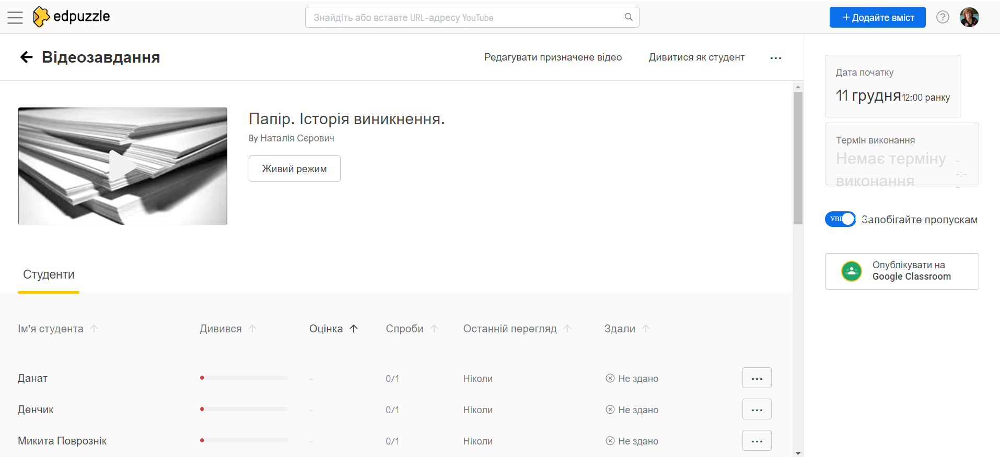 edpuzzle
Знайдіть або вставте URL-адресу YouTube
+ Додайте вміст
?
Відеозавдання
Редагувати призначене відео
Дивитися як студент
...
Папір. Історія виникнення.
By Наталія Сєрович
Живий режим
Студенти
Ім'я студента
Дивився
Оцінка
Спроби
Останній перегляд
Здали
Данат - 0/1 Ніколи Не здано ...
Денчик - 0/1 Ніколи Не здано ...
Микита Поврознік - 0/1 Ніколи Не здано ...
Дата початку
11 грудня 12:00 ранку
Термін виконання
Немає терміну
виконання
--:--
Запобігайте пропускам
Опублікувати на
Google Classroom